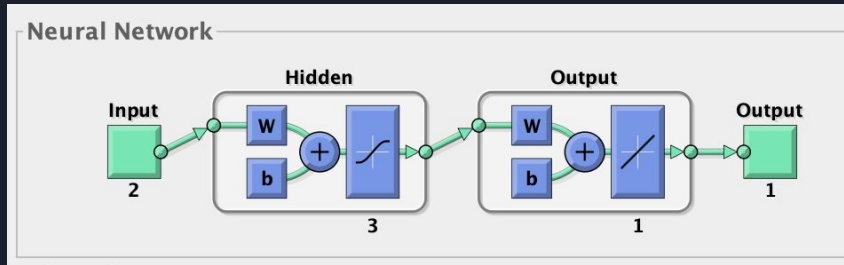 Neural Network
Hidden
Output
Input
Output
W
+
b
W
+
b
2
1
3
1